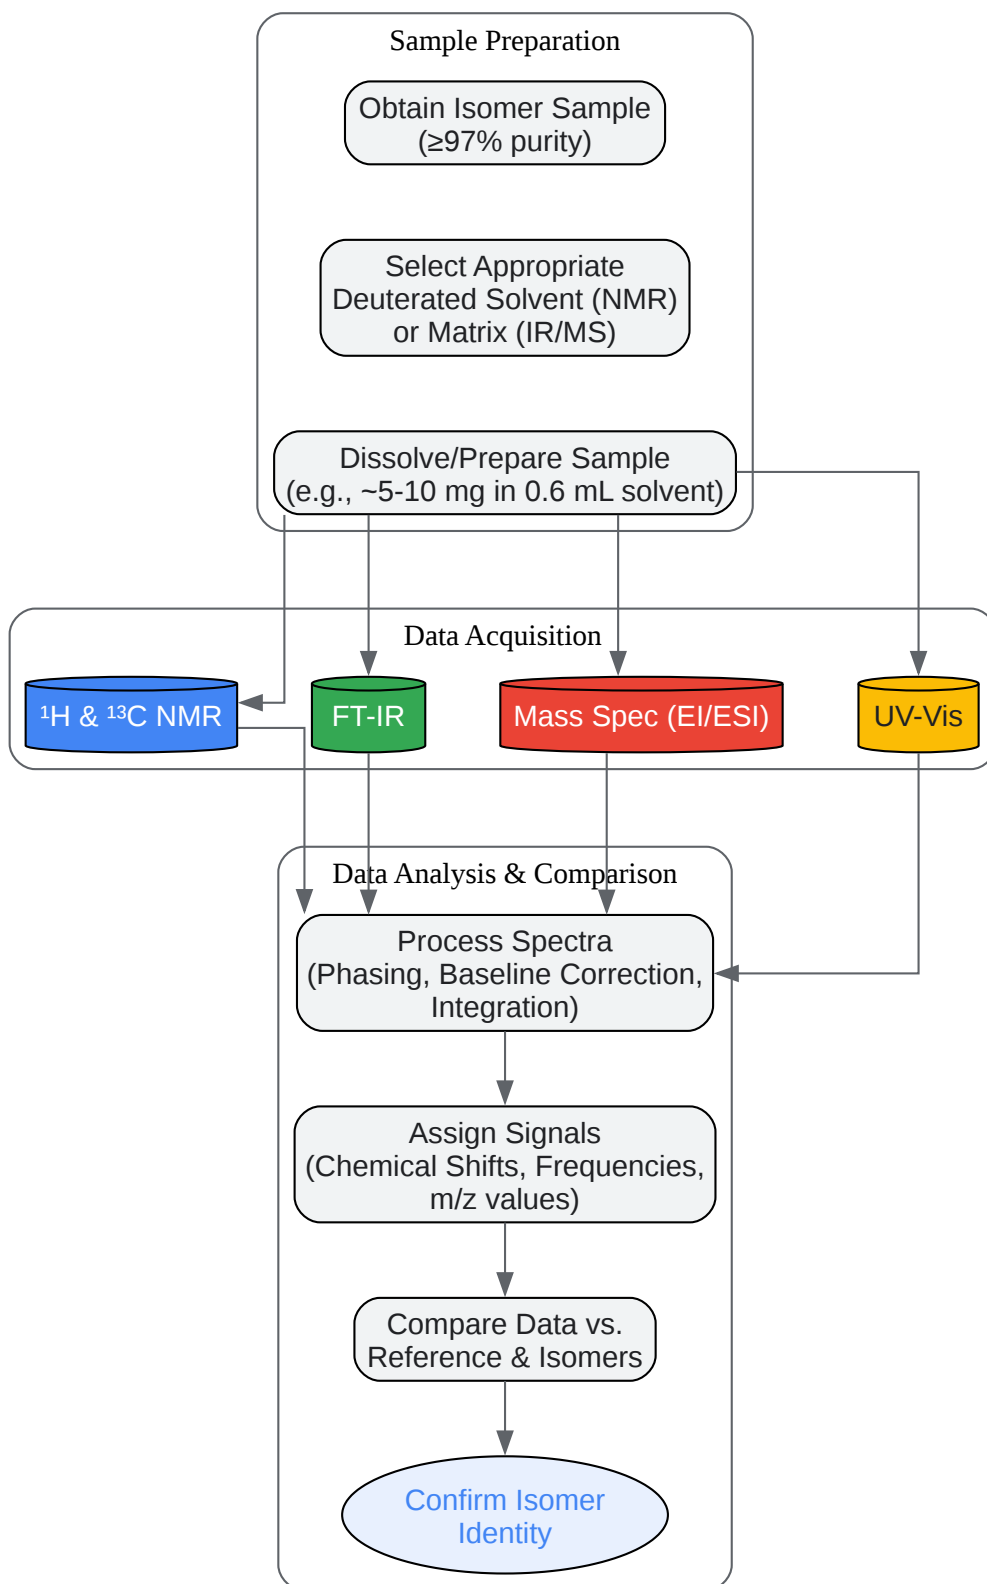 Sample Preparation
Obtain Isomer Sample
(≥97% purity)
Select Appropriate
Deuterated Solvent (NMR)
or Matrix (IR/MS)
Dissolve/Prepare Sample
(e.g., ~5-10 mg in 0.6 mL solvent)
Data Acquisition
¹H & ¹³C NMR
FT-IR
Mass Spec (EI/ESI)
UV-Vis
Data Analysis & Comparison
Process Spectra
(Phasing, Baseline Correction,
Integration)
Assign Signals
(Chemical Shifts, Frequencies,
m/z values)
Compare Data vs.
Reference & Isomers
Confirm Isomer
Identity